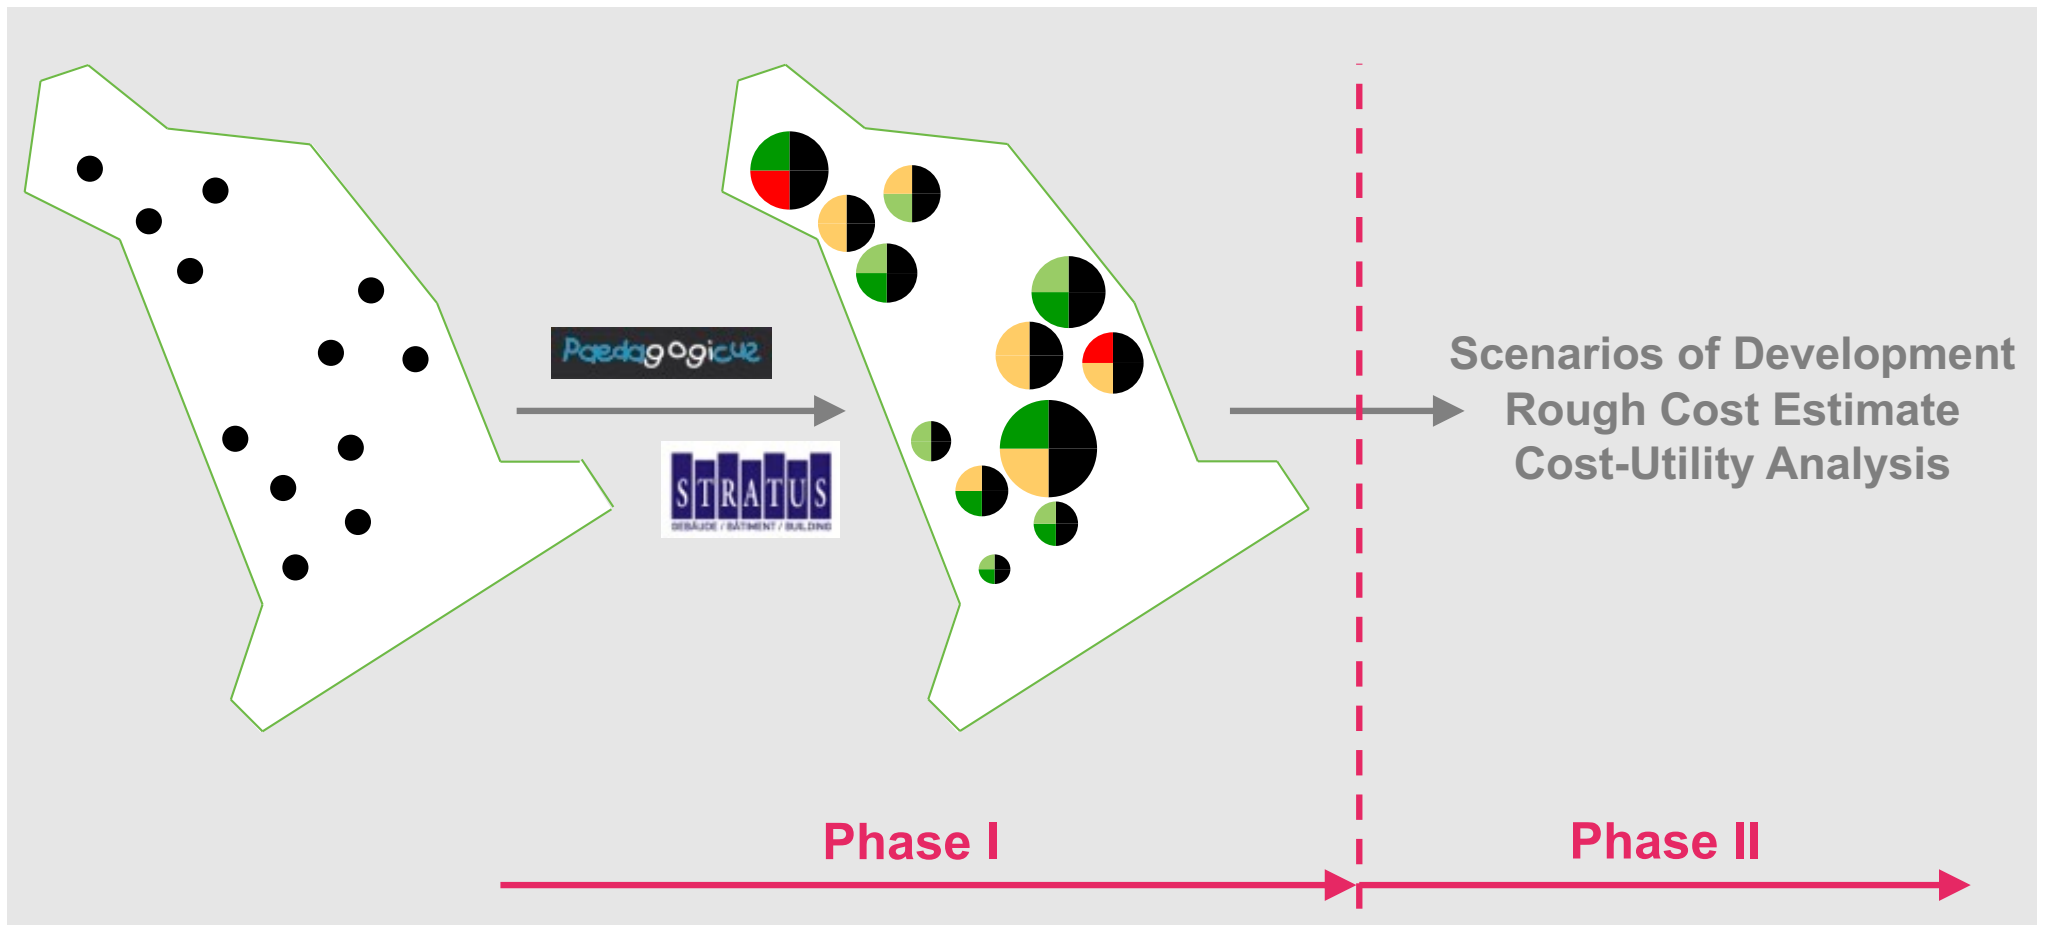 Paedagogicus
STRATUS
GEBÄUDE / BÂTIMENT / BUILDING
Scenarios of Development
Rough Cost Estimate
Cost-Utility Analysis
Phase I
Phase II